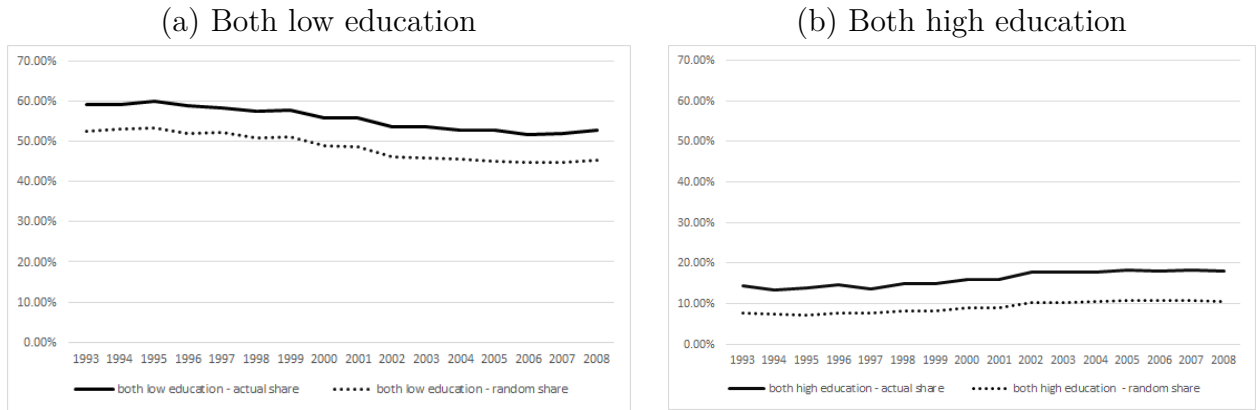 (a) Both low education
70.00%
60.00%
50.00%
40.00%
30.00%
20.00%
10.00%
0.00%
1993 1994 1995 1996 1997 1998 1999 2000 2001 2002 2003 2004 2005 2006 2007 2008
both low education - actual share both low education - random share
(b) Both high education
70.00%
60.00%
50.00%
40.00%
30.00%
20.00%
10.00%
0.00%
1993 1994 1995 1996 1997 1998 1999 2000 2001 2002 2003 2004 2005 2006 2007 2008
both high education - actual share both high education - random share